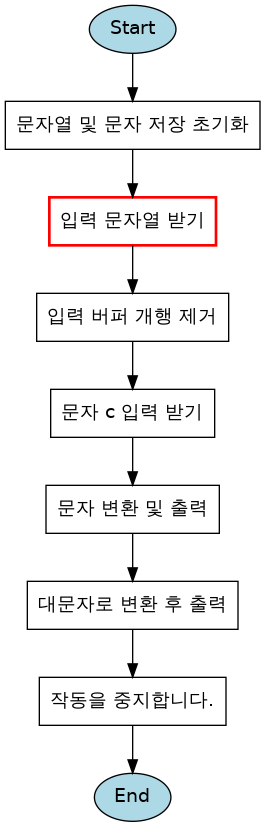 Start
문자열 및 문자 저장 초기화
입력 문자열 받기
입력 버퍼 개행 제거
문자 c 입력 받기
문자 변환 및 출력
대문자로 변환 후 출력
작동을 중지합니다.
End